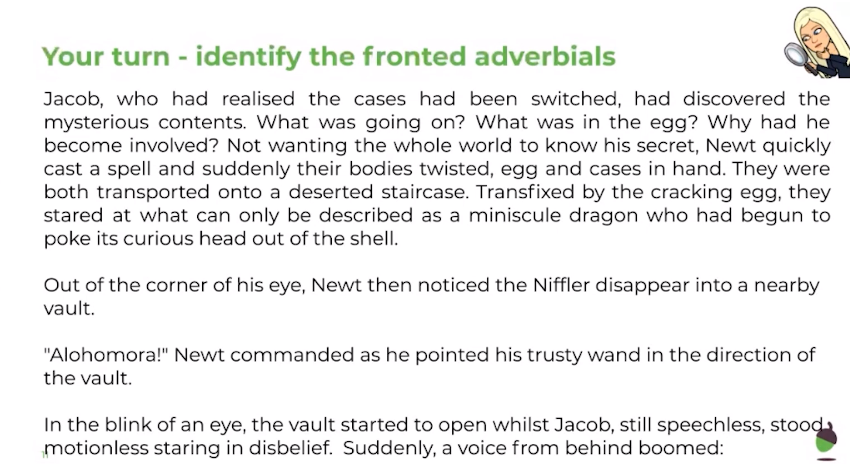 Your turn - identify the fronted adverbials
Jacob, who had realised the cases had been switched, had discovered the
mysterious contents. What was going on? What was in the egg? Why had he
become involved? Not wanting the whole world to know his secret, Newt quickly
cast a spell and suddenly their bodies twisted, egg and cases in hand. They were
both transported onto a deserted staircase. Transfixed by the cracking egg, they
stared at what can only be described as a miniscule dragon who had begun to
poke its curious head out of the shell.
Out of the corner of his eye, Newt then noticed the Niffler disappear into a nearby
vault.
"Alohomora!" Newt commanded as he pointed his trusty wand in the direction of
the vault.
In the blink of an eye, the vault started to open whilst Jacob, still speechless, stood
motionless staring in disbelief.  Suddenly, a voice from behind boomed: